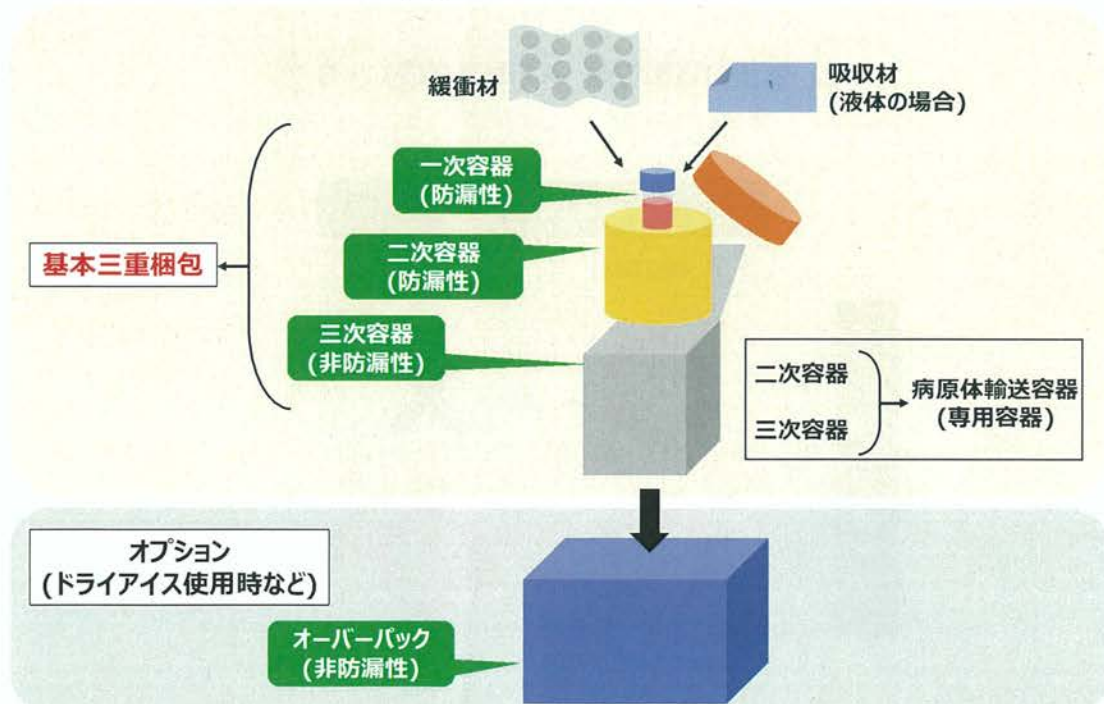 緩衝材
吸収材
(液体の場合)
一次容器
(防漏性)
二次容器
(防漏性)
基本三重梱包
三次容器
(非防漏性)
二次容器
三次容器
病原体輸送容器
(専用容器)
オプション
(ドライアイス使用時など)
オーバーパック
(非防漏性)